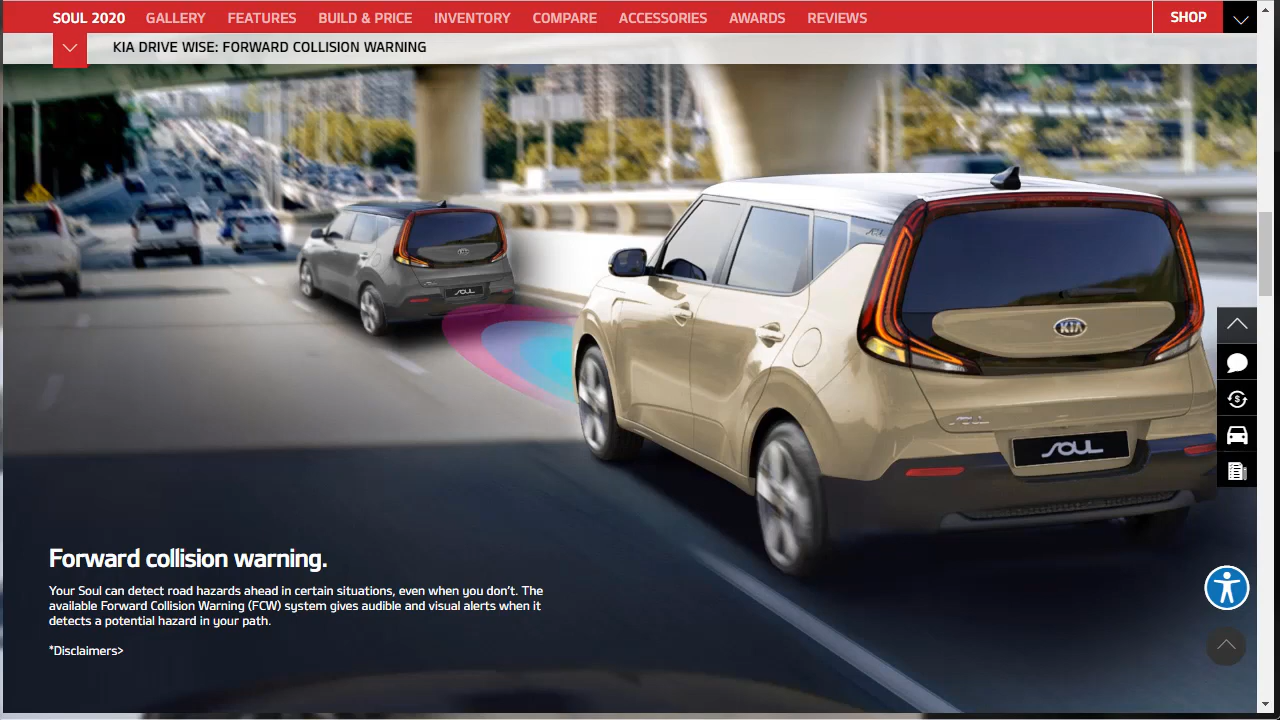 SOUL 2020 GALLERY FEATURES BUILD & PRICE INVENTORY COMPARE ACCESSORIES AWARDS REVIEWS SHOP
KIA DRIVE WISE: FORWARD COLLISION WARNING
SOUL
KIA
SOUL
Forward collision warning.
Your Soul can detect road hazards ahead in certain situations, even when you don't. The
available Forward Collision Warning (FCW) system gives audible and visual alerts when it
detects a potential hazard in your path.
*Disclaimers>